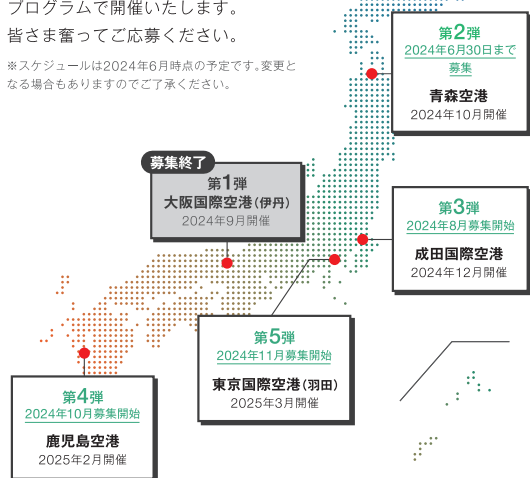 プログラムで開催いたします。
皆さま奮ってご応募ください。
※スケジュールは2024年6月時点の予定です。変更と
なる場合もありますのでご了承ください。
募集終了
第1弾
大阪国際空港(伊丹)
2024年9月開催
第2弾
2024年6月30日まで
募集
青森空港
2024年10月開催
第3弾
2024年8月募集開始
成田国際空港
2024年12月開催
第4弾
2024年10月募集開始
鹿児島空港
2025年2月開催
第5弾
2024年11月募集開始
東京国際空港(羽田)
2025年3月開催